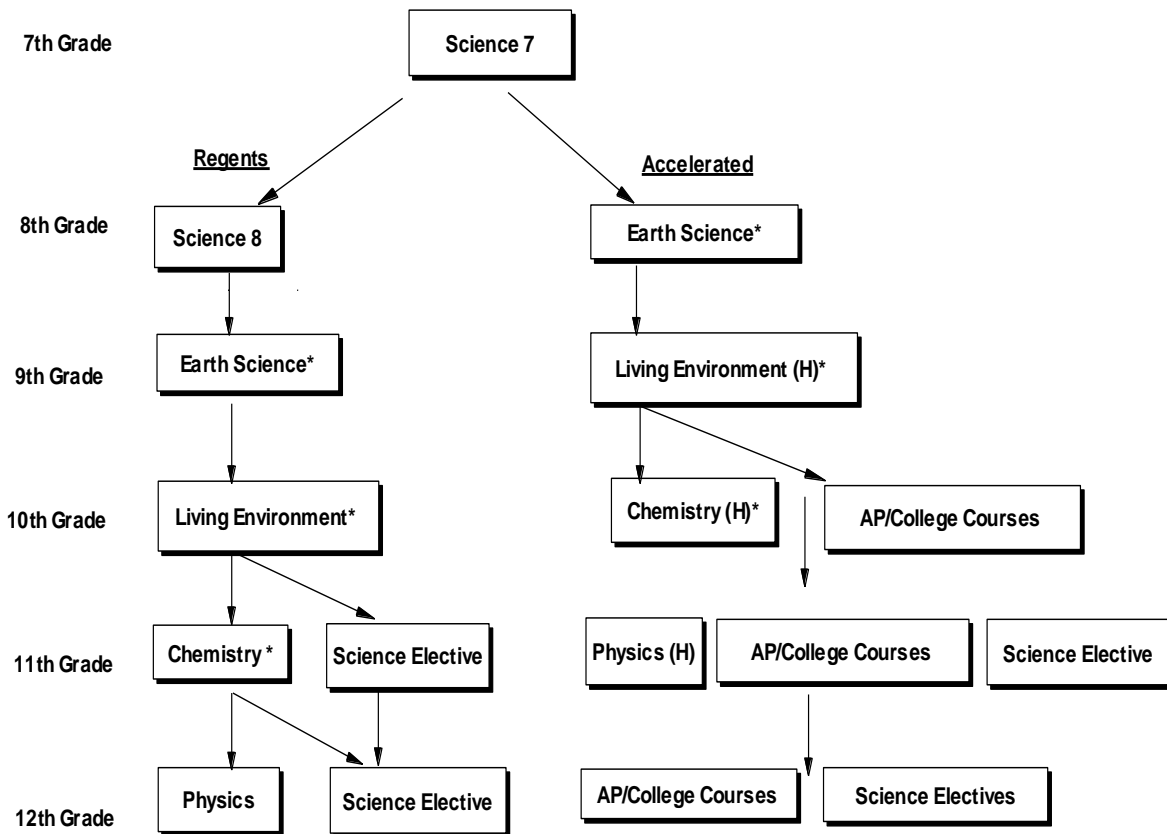 7th Grade
Science 7
Regents
Accelerated
8th Grade
Science 8
Earth Science*
9th Grade
Earth Science*
Living Environment (H)*
10th Grade
Living Environment*
Chemistry (H)*
AP/College Courses
11th Grade
Chemistry *
Science Elective
Physics (H)
AP/College Courses
Science Elective
12th Grade
Physics
Science Elective
AP/College Courses
Science Electives